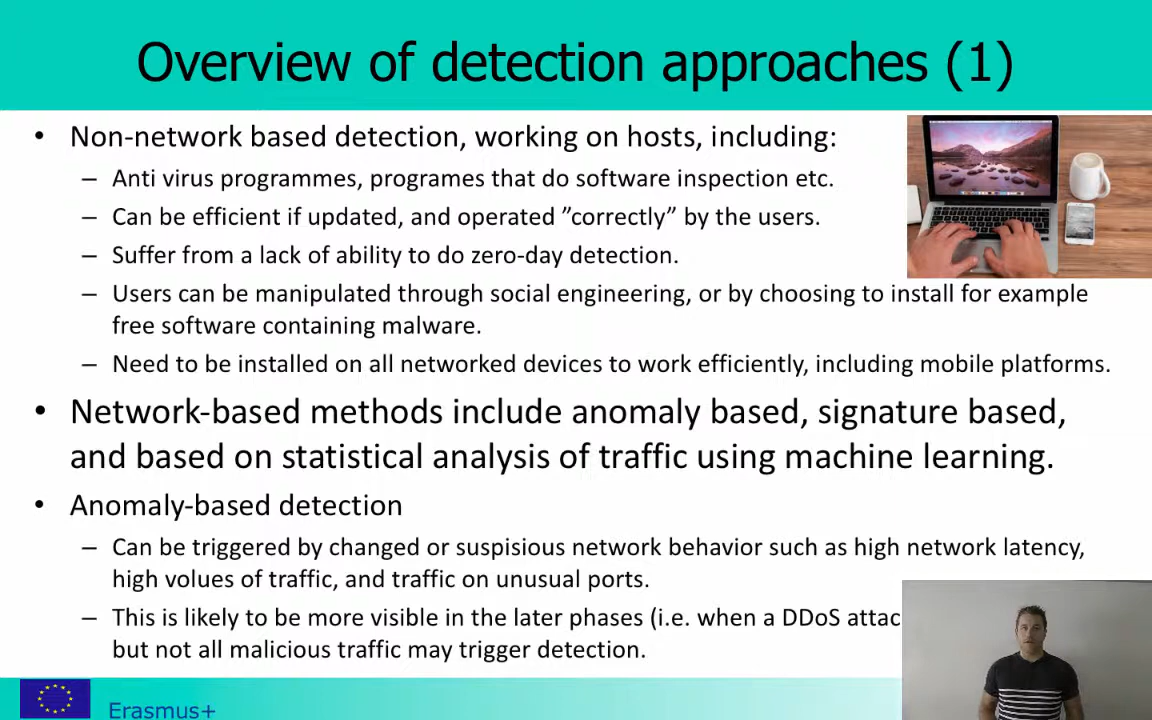 Overview of detection approaches (1)
• Non-network based detection, working on hosts, including:
– Anti virus programmes, programes that do software inspection etc.
– Can be efficient if updated, and operated ”correctly” by the users.
– Suffer from a lack of ability to do zero-day detection.
– Users can be manipulated through social engineering, or by choosing to install for example
free software containing malware.
– Need to be installed on all networked devices to work efficiently, including mobile platforms.
• Network-based methods include anomaly based, signature based,
and based on statistical analysis of traffic using machine learning.
• Anomaly-based detection
– Can be triggered by changed or suspisious network behavior such as high network latency,
high volues of traffic, and traffic on unusual ports.
– This is likely to be more visible in the later phases (i.e. when a DDoS
but not all malicious traffic may trigger detection.
Erasmus+